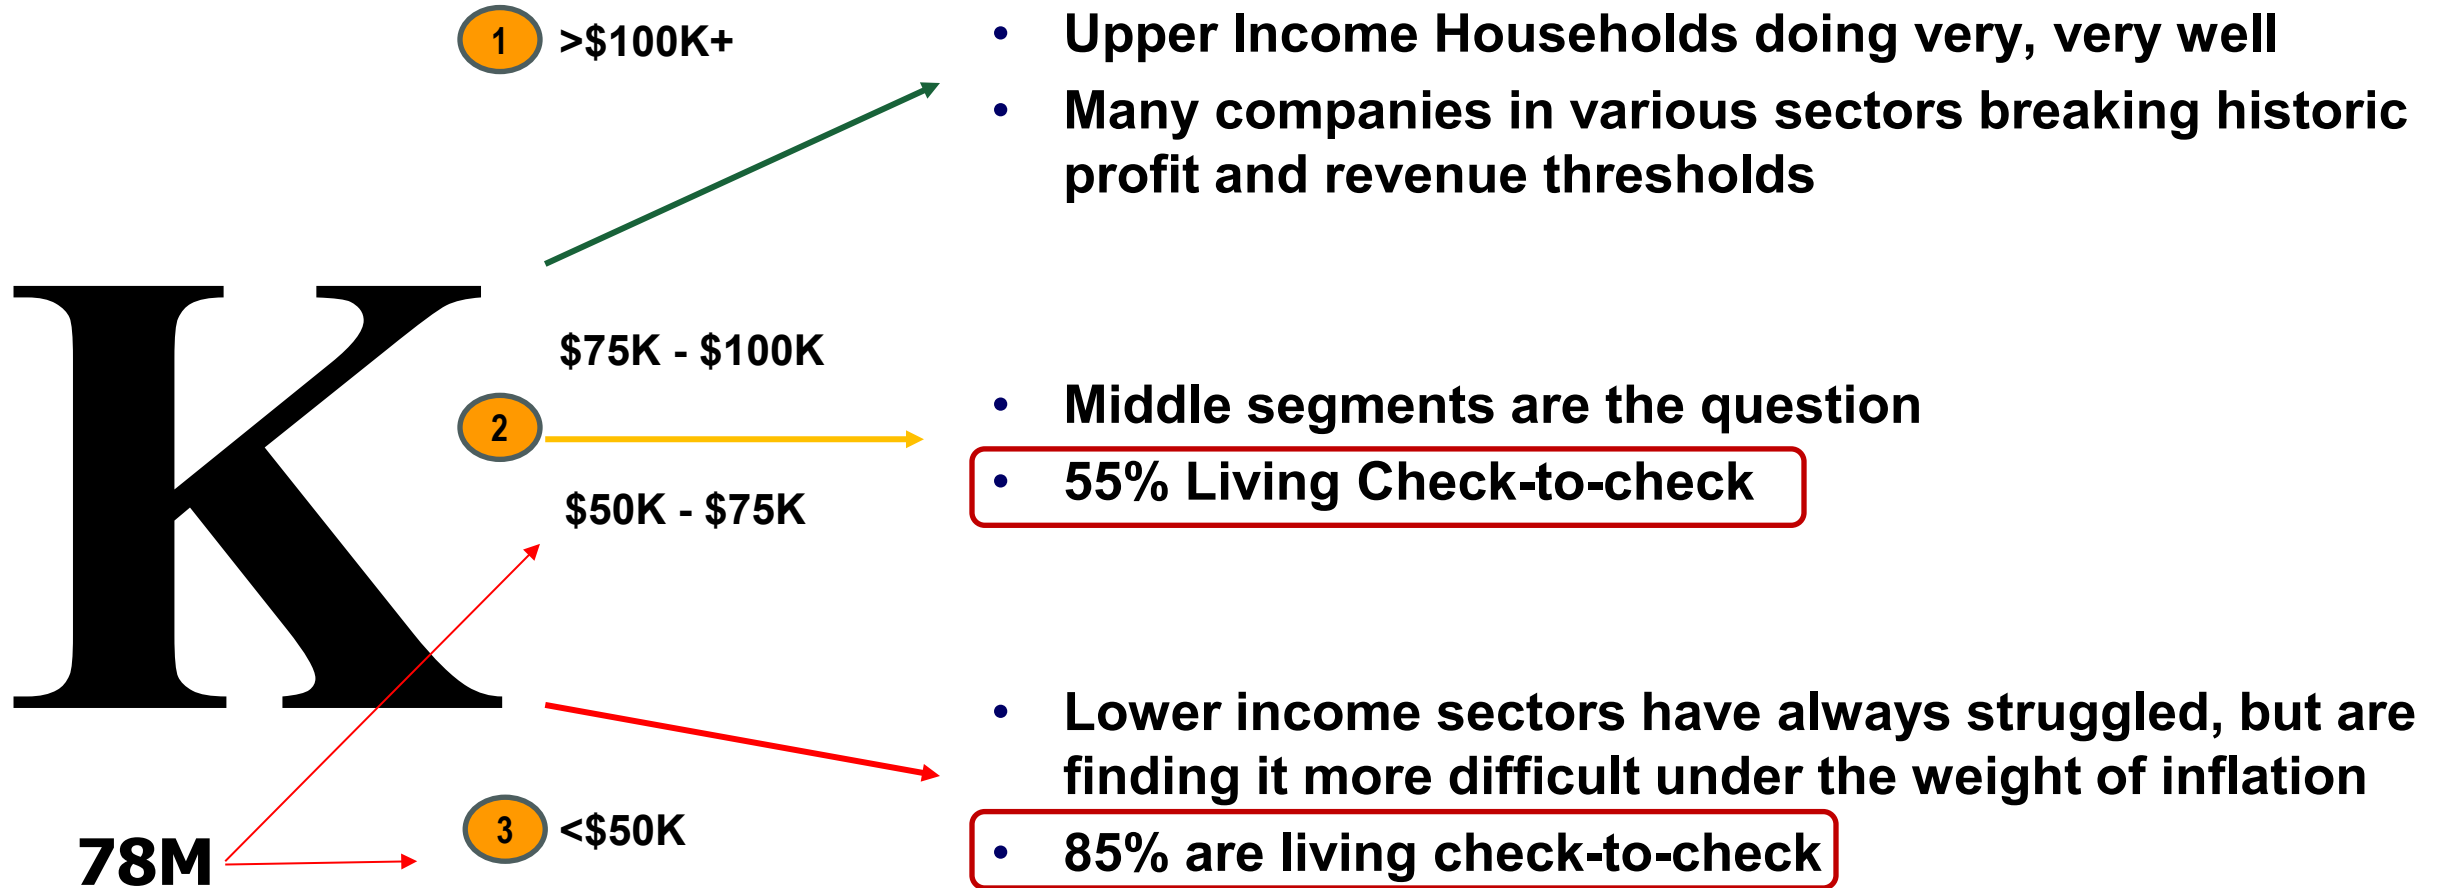 1 >$100K+
• Upper Income Households doing very, very well
• Many companies in various sectors breaking historic
profit and revenue thresholds
K
$75K - $100K
2
$50K - $75K
• Middle segments are the question
• 55% Living Check-to-check
• Lower income sectors have always struggled, but are
finding it more difficult under the weight of inflation
• 85% are living check-to-check
3 <$50K
78M